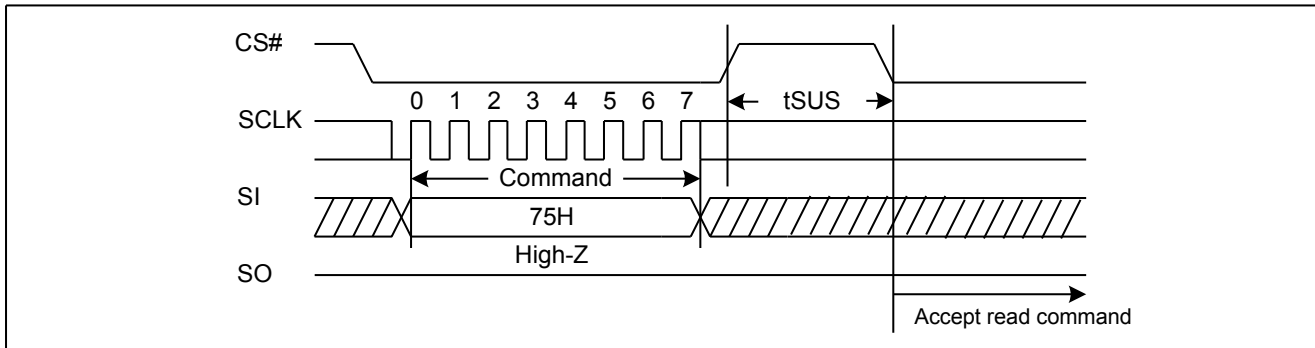 CS#
0 1 2 3 4 5 6 7
tSUS
SCLK
Command
SI
75H
High-Z
SO
Accept read command